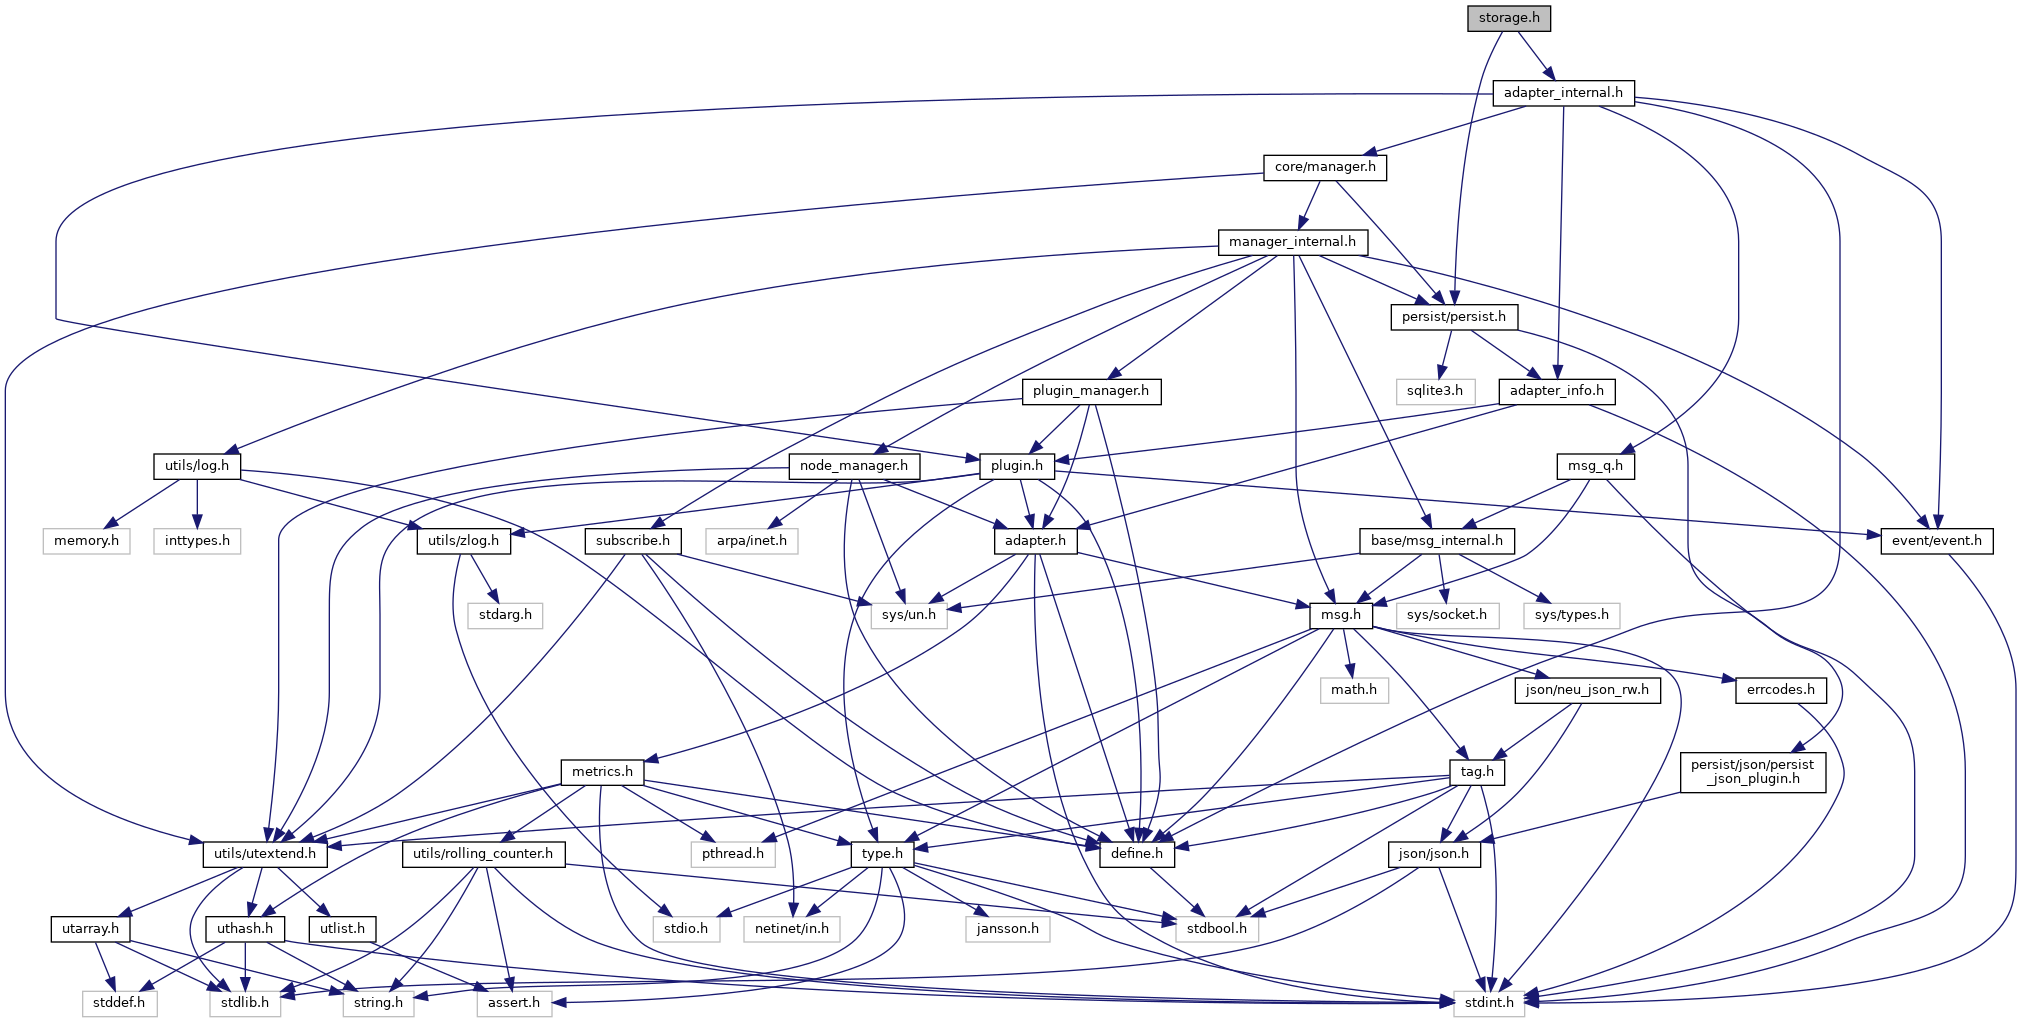 storage.h
adapter_internal.h
core/manager.h
manager_internal.h
persist/persist.h
plugin_manager.h
sqlite3.h
adapter_info.h
utils/log.h
node_manager.h
plugin.h
msg_q.h
memory.h
inttypes.h
utils/zlog.h
subscribe.h
arpa/inet.h
adapter.h
base/msg_internal.h
event/event.h
stdarg.h
sys/un.h
msg.h
sys/socket.h
sys/types.h
math.h
json/neu_json_rw.h
errcodes.h
metrics.h
tag.h
persist/json/persist
_json_plugin.h
utils/utextend.h
utils/rolling_counter.h
pthread.h
type.h
define.h
json/json.h
utarray.h
uthash.h
utlist.h
stdio.h
netinet/in.h
jansson.h
stdbool.h
stddef.h
stdlib.h
string.h
assert.h
stdint.h